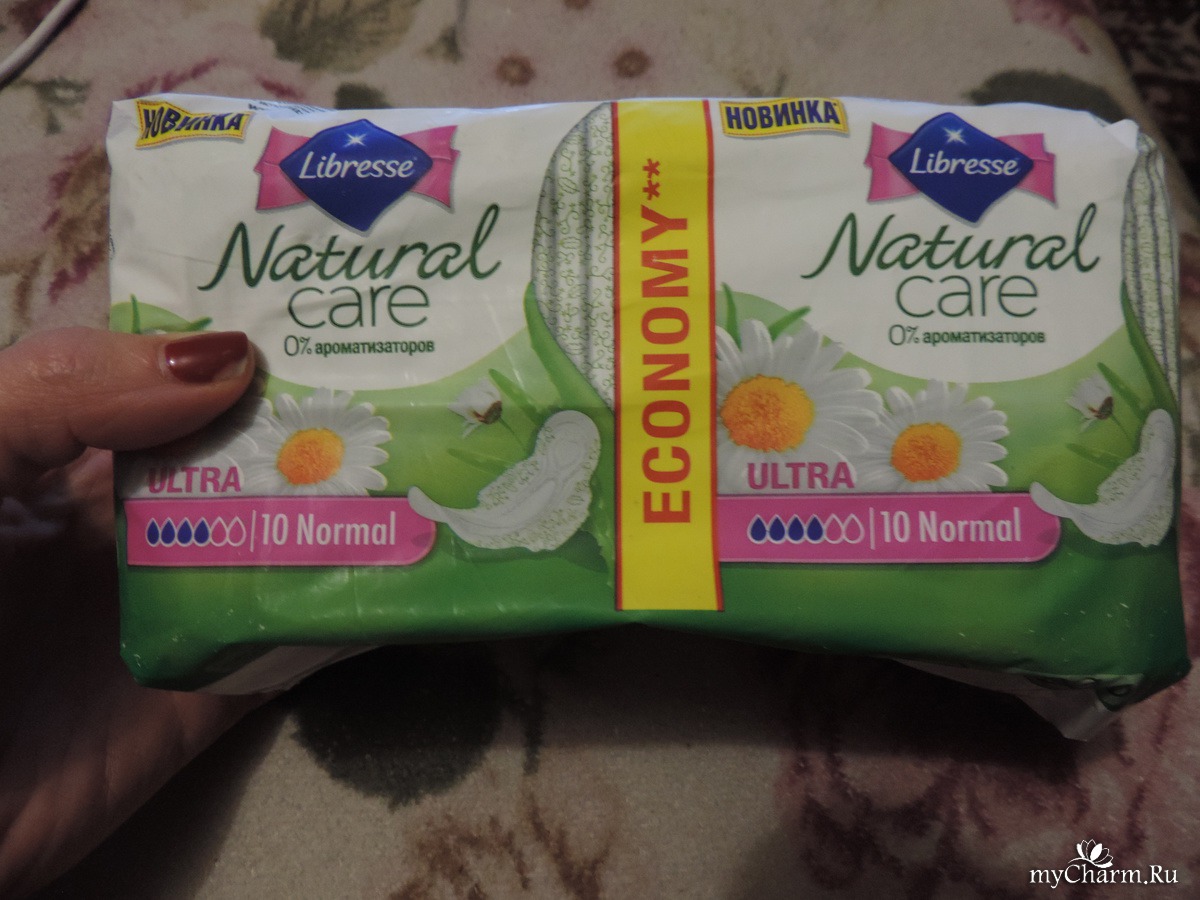 НОВИНКА
Libresse
Natural
care
0% ароматизаторов
ULTRA
10 Normal
ECONOMY**
НОВИНКА
Libresse
Natural
care
0% ароматизаторов
ULTRA
10 Normal
myCharm.Ru